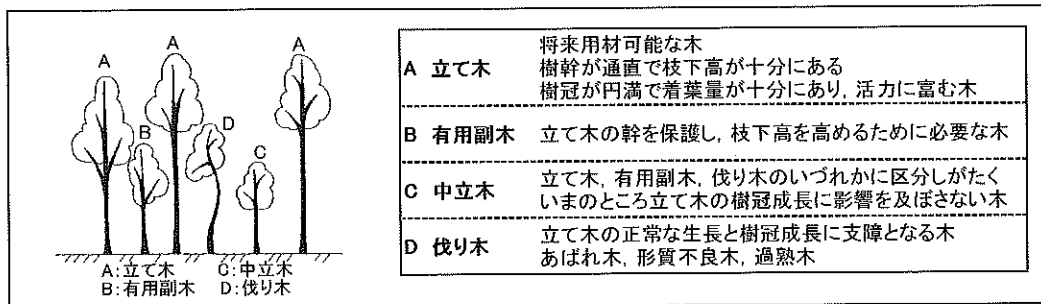 A
A
A
B
D
C
A:立て木 C:中立木
B:有用副木 D:伐り木
A 立て木
将来用材可能な木
樹幹が通直で枝下高が十分にある
樹冠が円満で着葉量が十分にあり, 活力に富む木
B 有用副木 立て木の幹を保護し, 枝下高を高めるために必要な木
C 中立木
立て木, 有用副木, 伐り木のいづれかに区分しがたく
いまのところ立て木の樹冠成長に影響を及ぼさない木
D 伐り木
立て木の正常な生長と樹冠成長に支障となる木
あばれ木, 形質不良木, 過熟木